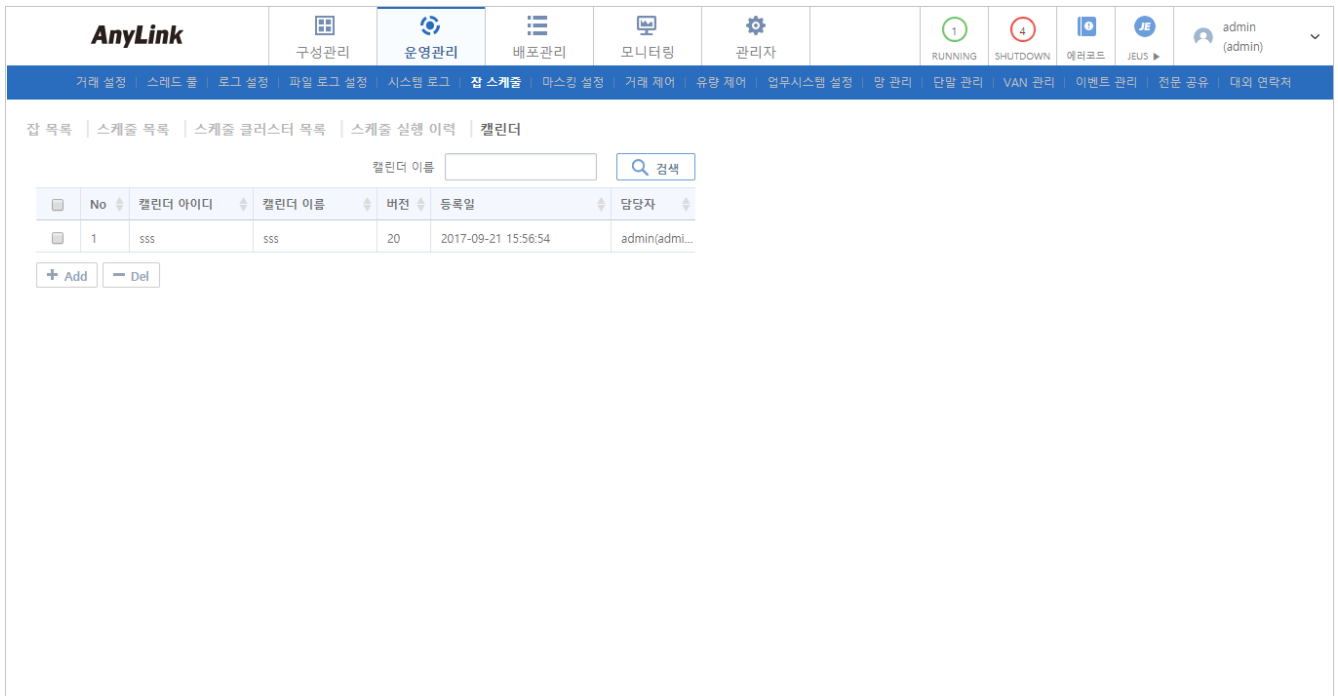 AnyLink
구성관리 운영관리 배포관리 모니터링 관리자
1 RUNNING 4 SHUTDOWN 에러코드 JE JEUS ▶ admin
(admin)
거래 설정 스레드 풀 로그 설정 파일 로그 설정 시스템 로그 잡 스케줄 마스킹 설정 거래 제어 유량 제어 업무시스템 설정 망 관리 단말 관리 VAN 관리 이벤트 관리 전문 공유 대외 연락처
잡 목록 스케줄 목록 스케줄 클러스터 목록 스케줄 실행 이력 캘린더
캘린더 이름 검색
No 캘린더 아이디 캘린더 이름 버전 등록일 담당자
1 sss sss 20 2017-09-21 15:56:54 admin(admi...
Add Del